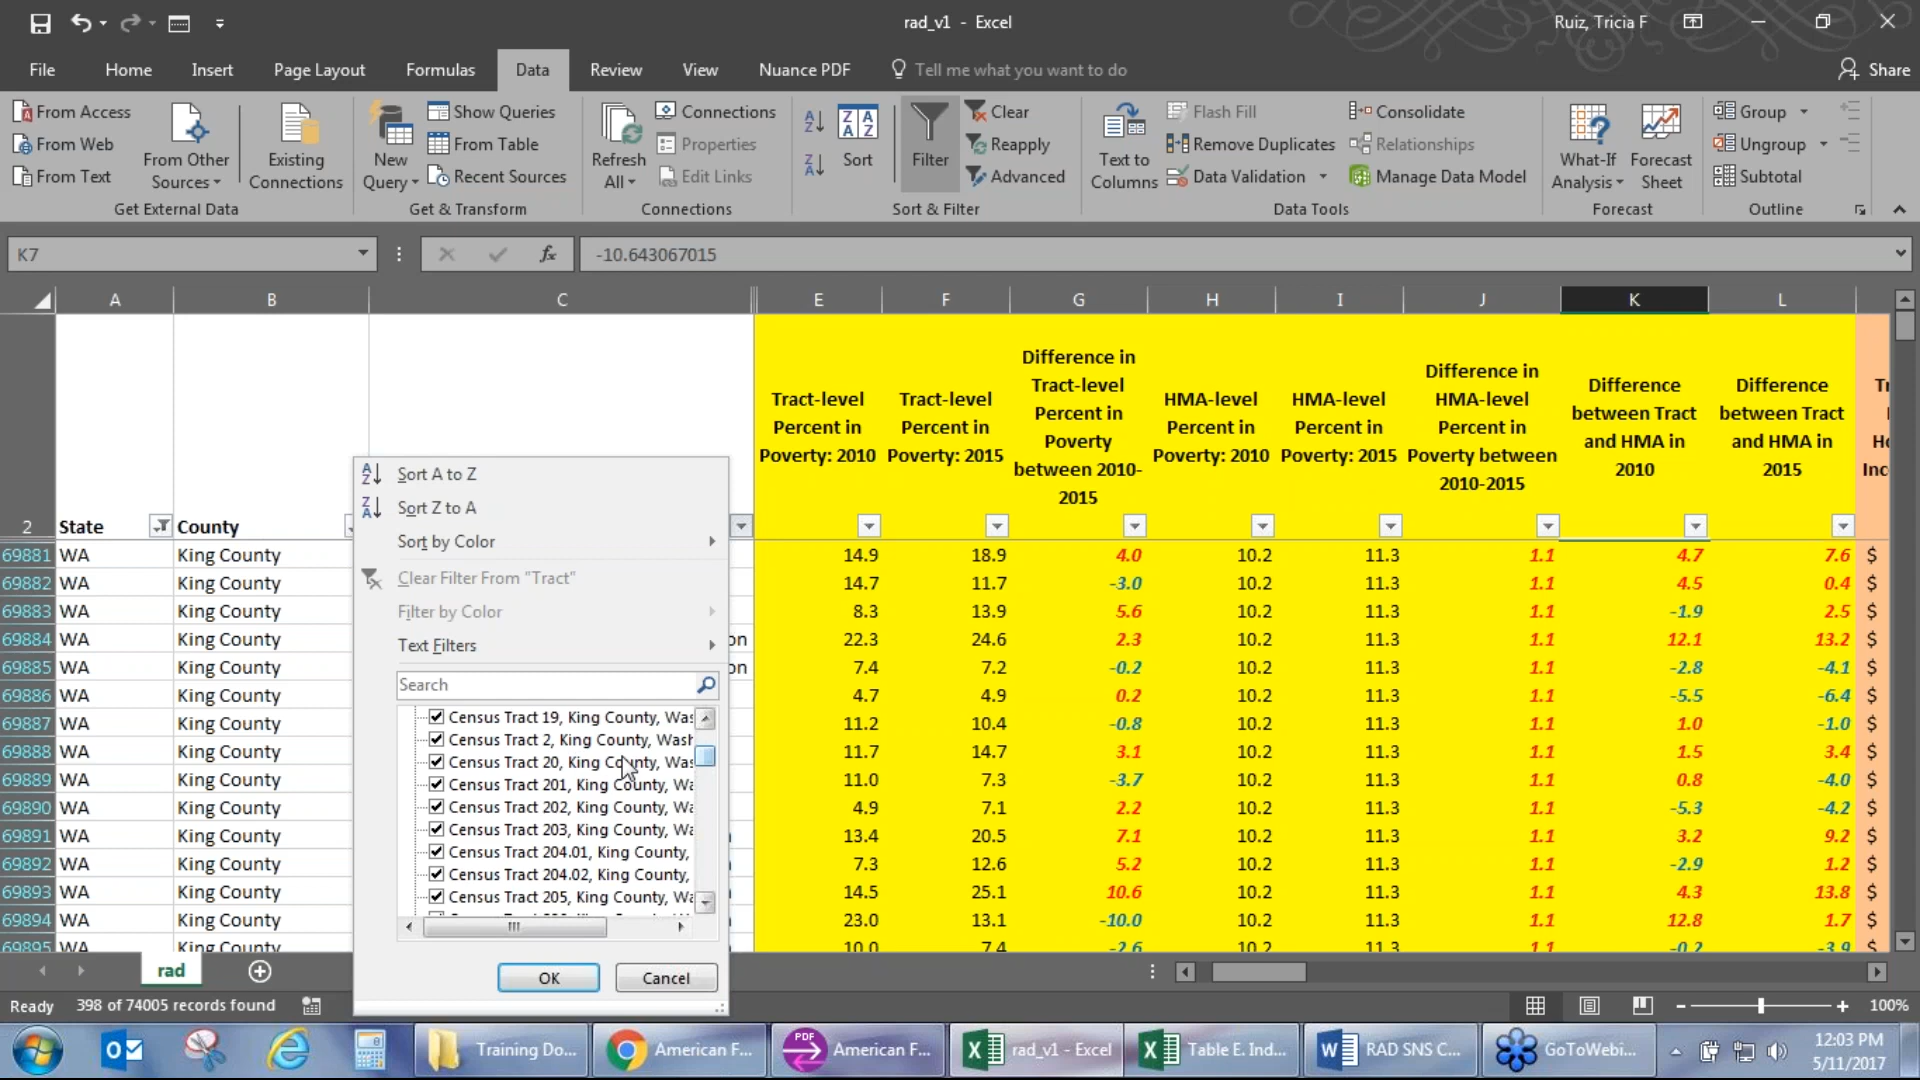 rad_v1 - Excel
Ruiz, Tricia F
File Home Insert Page Layout Formulas Data Review View Nuance PDF Tell me what you want to do Share
From Access
From Web
From Text
From Other
Sources
Existing
Connections
Get External Data
New
Query
Show Queries
From Table
Recent Sources
Get & Transform
Refresh
All
Connections
Properties
Edit Links
Connections
Sort
Filter
Clear
Reapply
Advanced
Sort & Filter
Text to
Columns
Flash Fill
Remove Duplicates
Data Validation
Consolidate
Relationships
Manage Data Model
Data Tools
What-If
Analysis
Forecast
Sheet
Forecast
Group
Ungroup
Subtotal
Outline
K7 fx -10.643067015
A B C E F G H I J K L
2 State County
Tract-level
Percent in
Poverty: 2010
Tract-level
Percent in
Poverty: 2015
Difference in
Tract-level
Percent in
Poverty
between 2010-
2015
HMA-level
Percent in
Poverty: 2010
HMA-level
Percent in
Poverty: 2015
Difference in
HMA-level
Percent in
Poverty between
2010-2015
Difference
between Tract
and HMA in
2010
Difference
between Tract
and HMA in
2015
69881 WA King County 14.9 18.9 4.0 10.2 11.3 1.1 4.7 7.6 $
69882 WA King County 14.7 11.7 -3.0 10.2 11.3 1.1 4.5 0.4 $
69883 WA King County 8.3 13.9 5.6 10.2 11.3 1.1 -1.9 2.5 $
69884 WA King County on 22.3 24.6 2.3 10.2 11.3 1.1 12.1 13.2 $
69885 WA King County on 7.4 7.2 -0.2 10.2 11.3 1.1 -2.8 -4.1 $
69886 WA King County 4.7 4.9 0.2 10.2 11.3 1.1 -5.5 -6.4 $
69887 WA King County 11.2 10.4 -0.8 10.2 11.3 1.1 1.0 -1.0 $
69888 WA King County 11.7 14.7 3.1 10.2 11.3 1.1 1.5 3.4 $
69889 WA King County 11.0 7.3 -3.7 10.2 11.3 1.1 0.8 -4.0 $
69890 WA King County 4.9 7.1 2.2 10.2 11.3 1.1 -5.3 -4.2 $
69891 WA King County 13.4 20.5 7.1 10.2 11.3 1.1 3.2 9.2 $
69892 WA King County 7.3 12.6 5.2 10.2 11.3 1.1 -2.9 1.2 $
69893 WA King County 14.5 25.1 10.6 10.2 11.3 1.1 4.3 13.8 $
69894 WA King County 23.0 13.1 -10.0 10.2 11.3 1.1 12.8 1.7 $
69895 WA King County 10.0 7.4 -2.6 10.2 11.3 1.1 -0.2 -3.9 $
Sort A to Z
Sort Z to A
Sort by Color
Clear Filter From "Tract"
Filter by Color
Text Filters
Search
Census Tract 19, King County, Was
Census Tract 2, King County, Wash
Census Tract 20, King County, Was
Census Tract 201, King County, Wa
Census Tract 202, King County, Wa
Census Tract 203, King County, Wa
Census Tract 204.01, King County,
Census Tract 204.02, King County,
Census Tract 205, King County, Wa
OK Cancel
rad
Ready 398 of 74005 records found 100%
Training Do... American F... American F... rad_v1 - Excel Table E. Ind... RAD SNS C... GoToWebi...
12:03 PM
5/11/2017